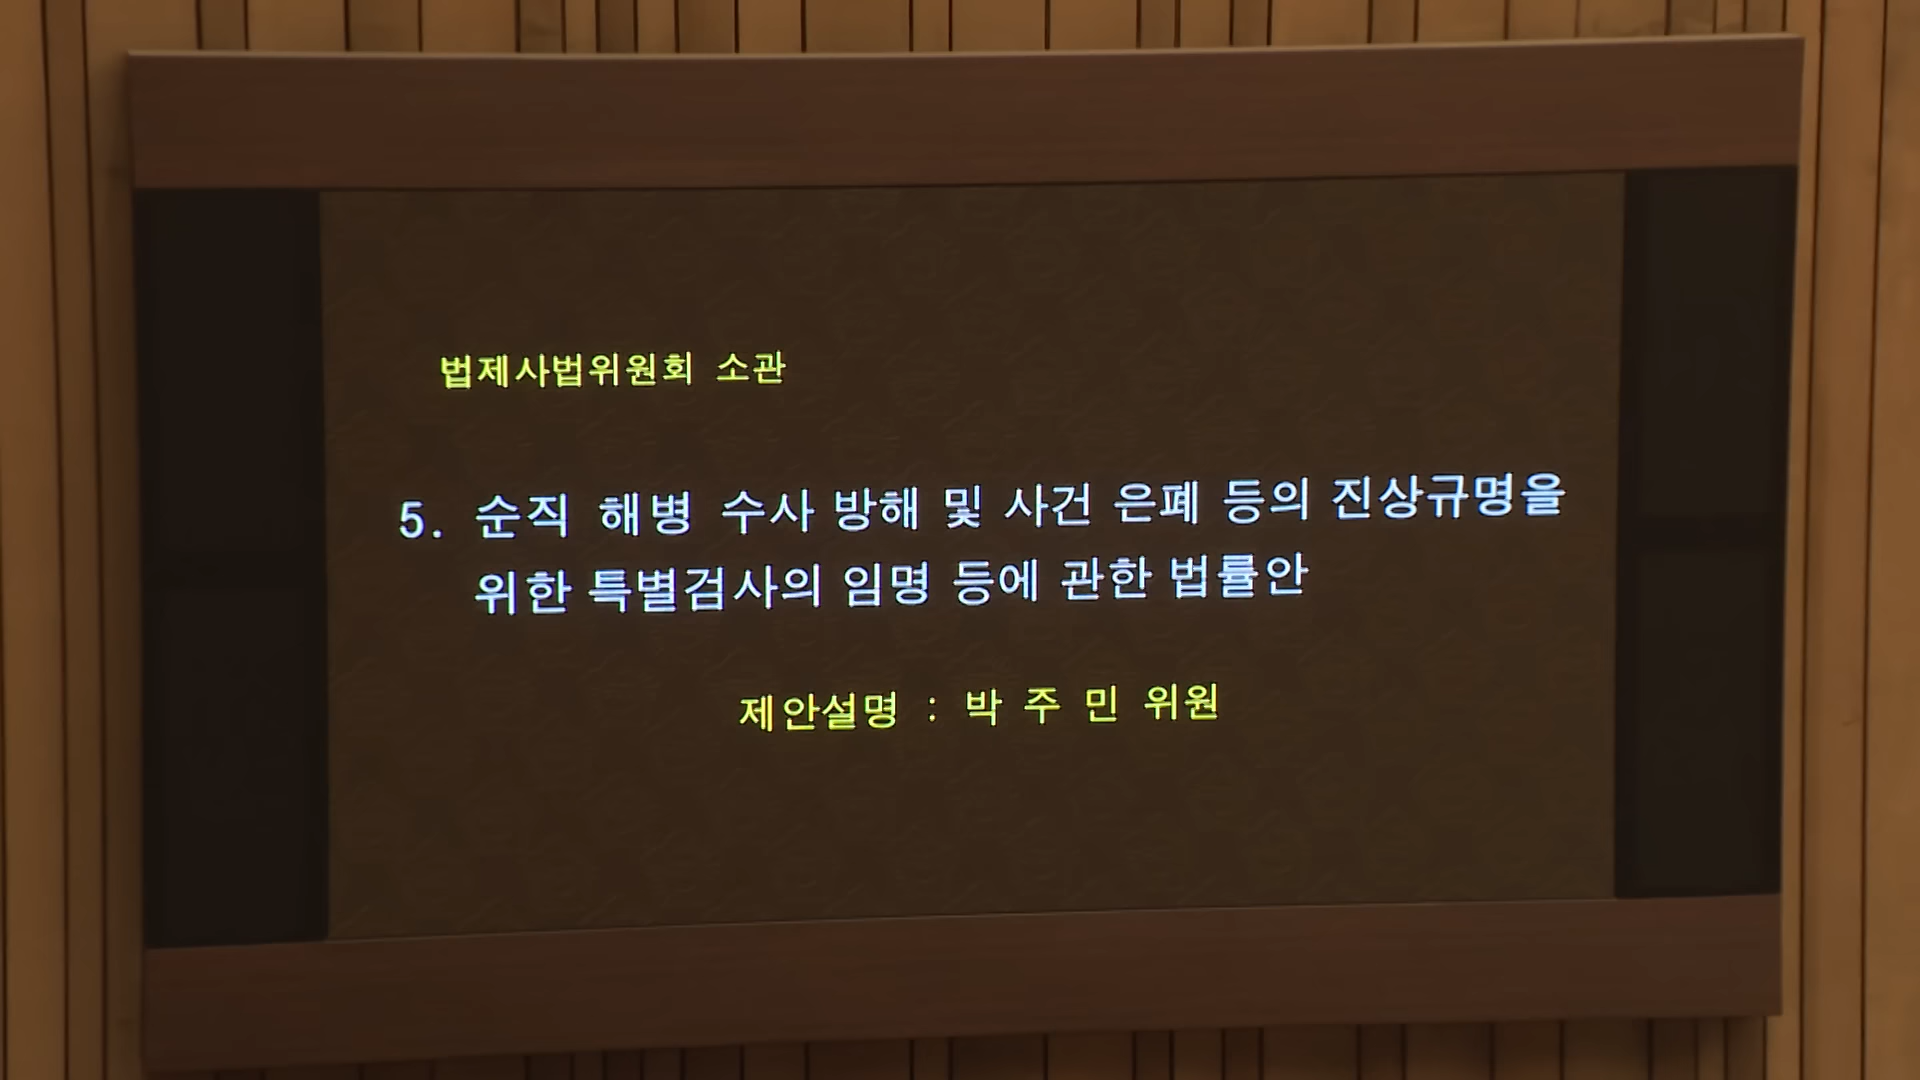 법제사법위원회 소관
5. 순직 해병 수사 방해 및 사건 은폐 등의 진상규명을
위한 특별검사의 임명 등에 관한 법률안
제안설명 : 박 주 민 위원